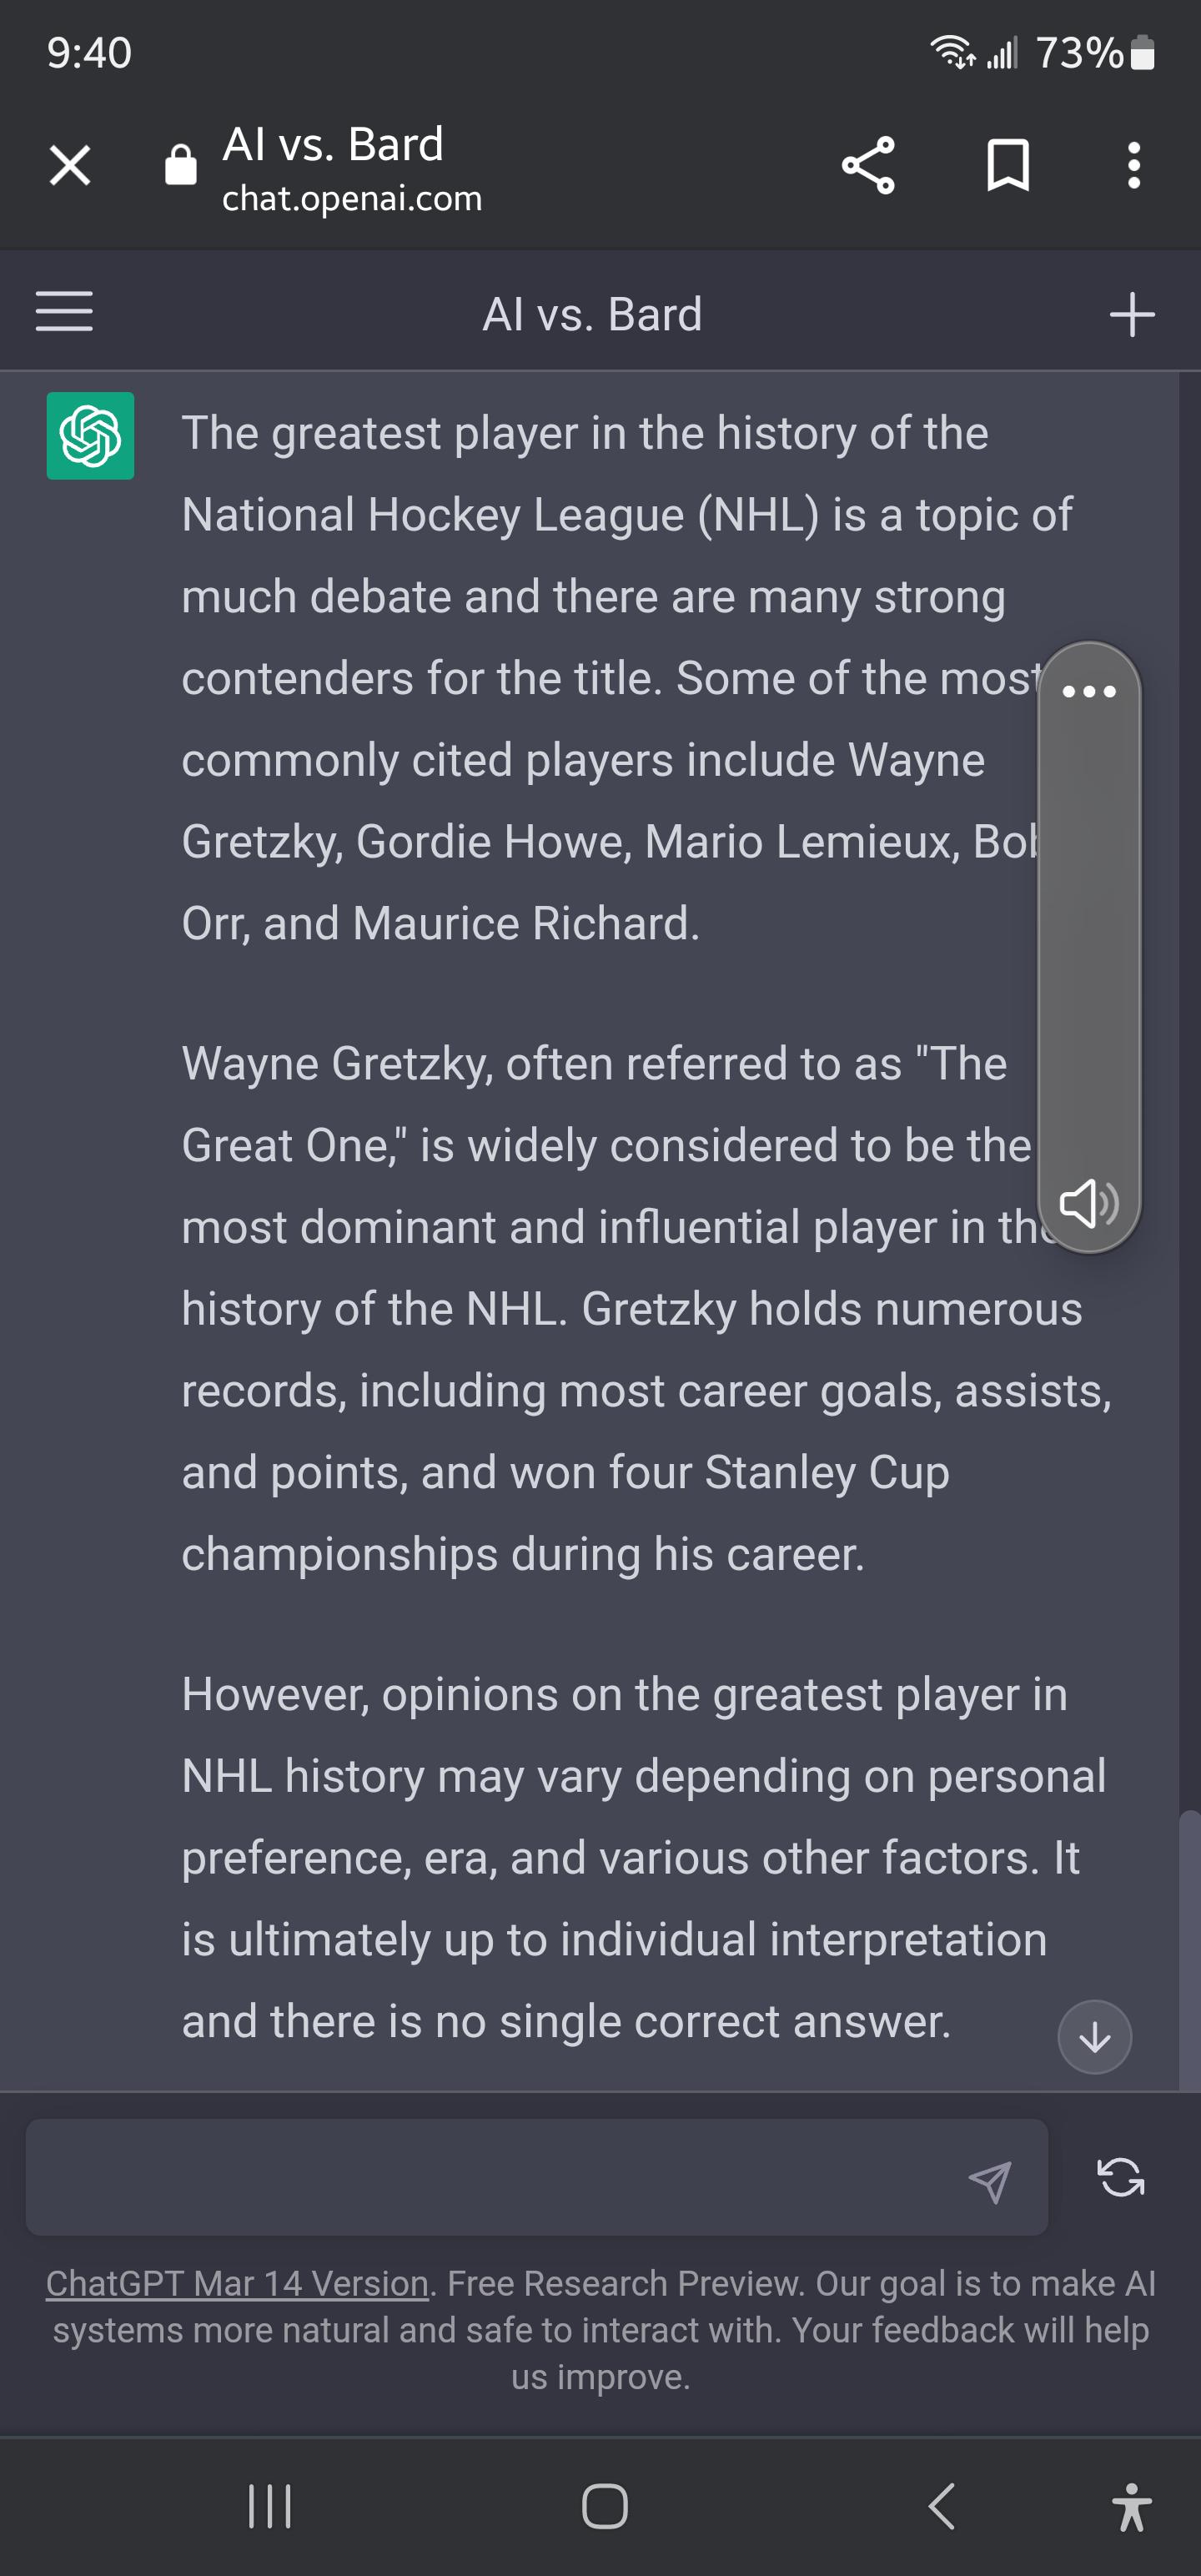 9:40
73%
AI vs. Bard
chat.openai.com
AI vs. Bard
The greatest player in the history of the
National Hockey League (NHL) is a topic of
much debate and there are many strong
contenders for the title. Some of the most
commonly cited players include Wayne
Gretzky, Gordie Howe, Mario Lemieux, Bob
Orr, and Maurice Richard.
Wayne Gretzky, often referred to as "The
Great One," is widely considered to be the
most dominant and influential player in the
history of the NHL. Gretzky holds numerous
records, including most career goals, assists,
and points, and won four Stanley Cup
championships during his career.
However, opinions on the greatest player in
NHL history may vary depending on personal
preference, era, and various other factors. It
is ultimately up to individual interpretation
and there is no single correct answer.
ChatGPT Mar 14 Version. Free Research Preview. Our goal is to make AI
systems more natural and safe to interact with. Your feedback will help
us improve.